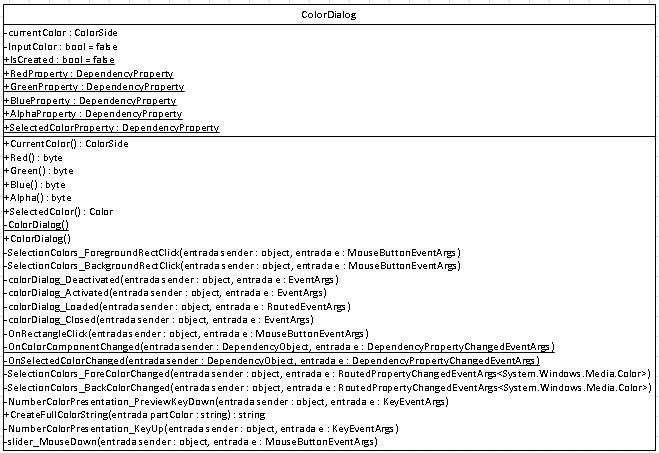 ColorDialog
-currentColor : ColorSide
-InputColor : bool = false
+IsCreated : bool = false
+RedProperty : DependencyProperty
+GreenProperty : DependencyProperty
+BlueProperty : DependencyProperty
+AlphaProperty : DependencyProperty
+SelectedColorProperty : DependencyProperty
+CurrentColor() : ColorSide
+Red() : byte
+Green() : byte
+Blue() : byte
+Alpha() : byte
+SelectedColor() : Color
-ColorDialog()
+ColorDialog()
-SelectionColors_ForegroundRectClick(entrada sender : object, entrada e : MouseButtonEventArgs)
-SelectionColors_BackgroundRectClick(entrada sender : object, entrada e : MouseButtonEventArgs)
-colorDialog_Deactivated(entrada sender : object, entrada e : EventArgs)
-colorDialog_Activated(entrada sender : object, entrada e : EventArgs)
-colorDialog_Loaded(entrada sender : object, entrada e : RoutedEventArgs)
-colorDialog_Closed(entrada sender : object, entrada e : EventArgs)
-OnRectangleClick(entrada sender : object, entrada e : MouseButtonEventArgs)
-OnColorComponentChanged(entrada sender : DependencyObject, entrada e : DependencyPropertyChangedEventArgs)
-OnSelectedColorChanged(entrada sender : DependencyObject, entrada e : DependencyPropertyChangedEventArgs)
-SelectionColors_ForeColorChanged(entrada sender : object, entrada e : RoutedPropertyChangedEventArgs<System.Windows.Media.Color>)
-SelectionColors_BackColorChanged(entrada sender : object, entrada e : RoutedPropertyChangedEventArgs<System.Windows.Media.Color>)
-NumberColorPresentation_PreviewKeyDown(entrada sender : object, entrada e : KeyEventArgs)
+CreateFullColorString(entrada partColor : string) : string
-NumberColorPresentation_KeyUp(entrada sender : object, entrada e : KeyEventArgs)
-slider_MouseDown(entrada sender : object, entrada e : MouseButtonEventArgs)